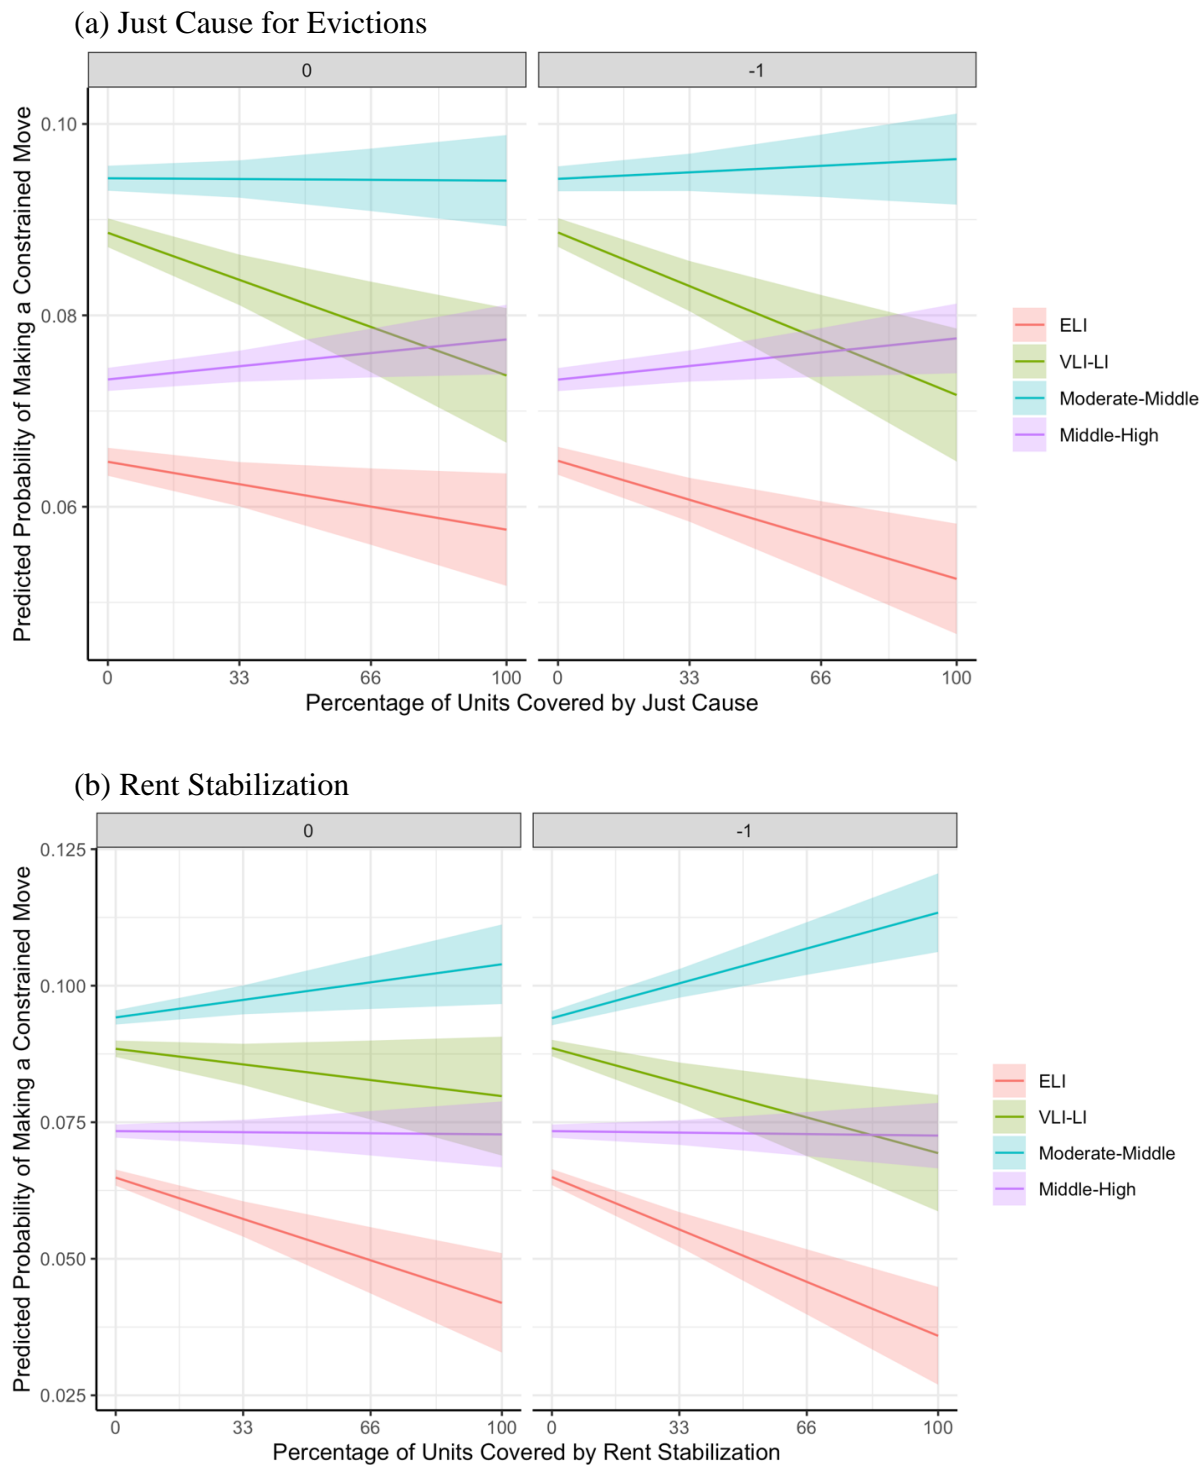 (a) Just Cause for Evictions
0
-1
Predicted Probability of Making a Constrained Move
0.10
0.08
0.06
0 33 66 100
0 33 66 100
Percentage of Units Covered by Just Cause
ELI
VLI-LI
Moderate-Middle
Middle-High
(b) Rent Stabilization
0
-1
Predicted Probability of Making a Constrained Move
0.125
0.100
0.075
0.050
0.025
0 33 66 100
0 33 66 100
Percentage of Units Covered by Rent Stabilization
ELI
VLI-LI
Moderate-Middle
Middle-High